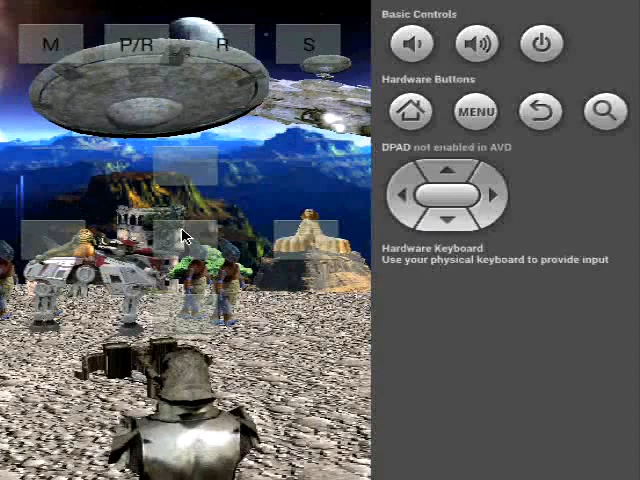 M P/R R S
Basic Controls
Hardware Buttons
MENU
DPAD not enabled in AVD
Hardware Keyboard
Use your physical keyboard to provide input